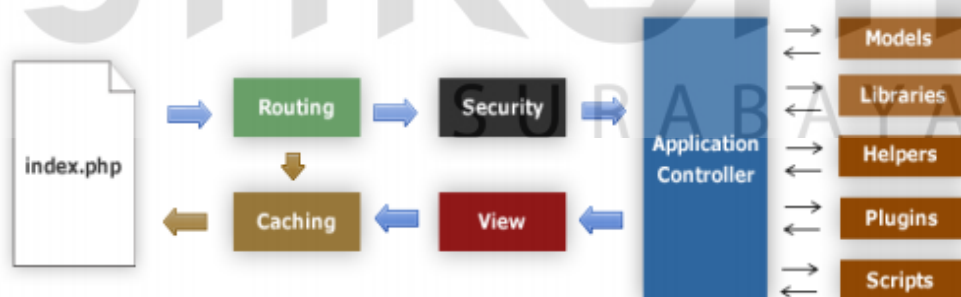 index.php
Routing
Security
Caching
View
Application
Controller
Models
Libraries
Helpers
Plugins
Scripts
SURABAYA